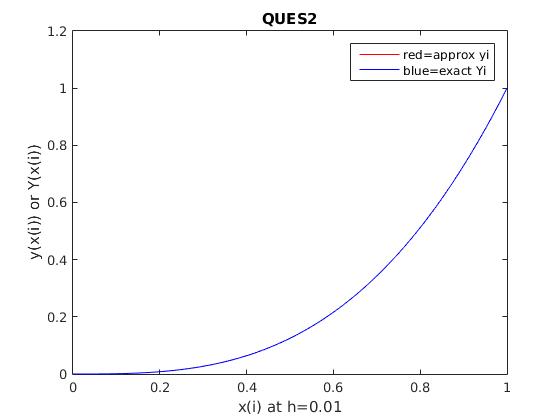 QUES2
red=approx yi
blue=exact Yi
1.2
1
0.8
0.6
0.4
0.2
0
y(x(i)) or Y(x(i))
0 0.2 0.4 0.6 0.8 1
x(i) at h=0.01